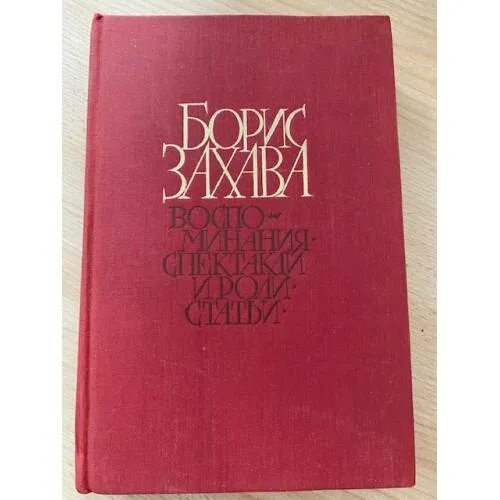 БОРИС
ЗАХАВА
ВОСПО-
МИНАНИЯ·
СПЕКТАКЛИ
И РОЛИ·
СТАТЬИ·